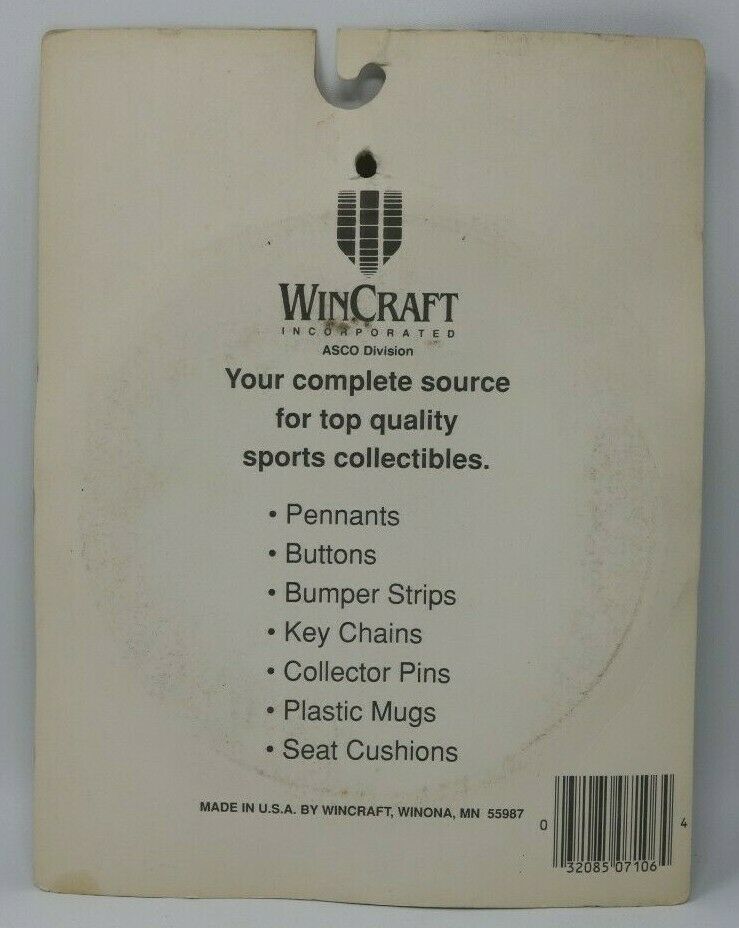 WINCRAFT
INCORPORATED
ASCO Division
Your complete source
for top quality
sports collectibles.
• Pennants
• Buttons
• Bumper Strips
• Key Chains
• Collector Pins
• Plastic Mugs
• Seat Cushions
MADE IN U.S.A. BY WINCRAFT, WINONA, MN 55987
0 32085 07106 4